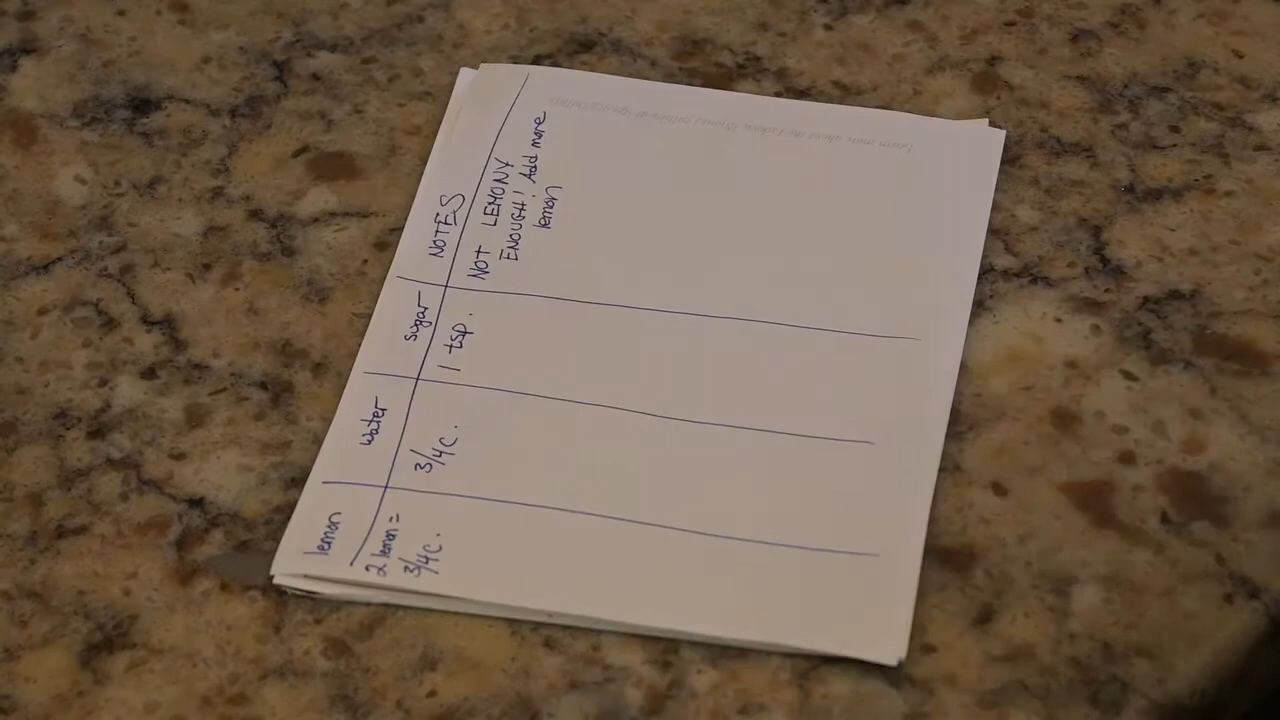 lemon water sugar NOTES
2 lemon =
3/4 c.
3/4 c.
1 tsp.
NOT LEMONY
ENOUGH! Add more
lemon